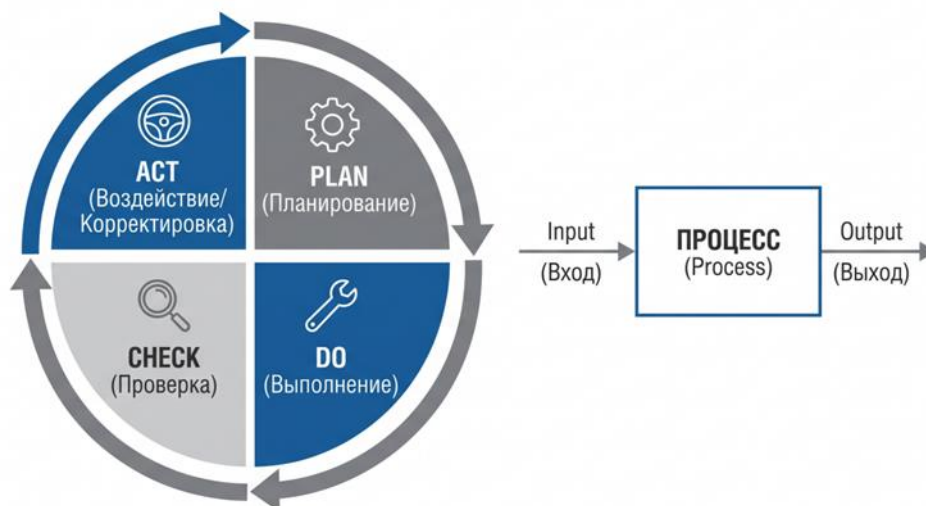 ACT
(Воздействие/
Корректировка)
PLAN
(Планирование)
CHECK
(Проверка)
DO
(Выполнение)
Input
(Вход)
ПРОЦЕСС
(Process)
Output
(Выход)